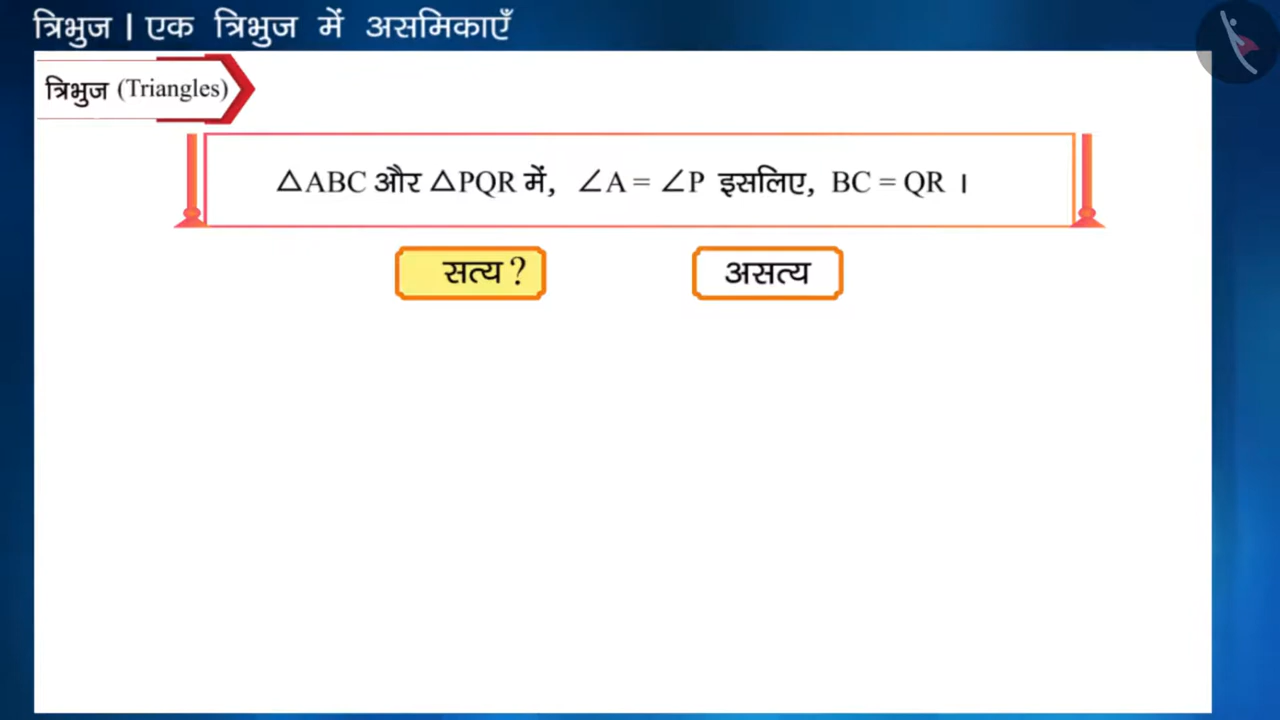 त्रिभुज | एक त्रिभुज में असमिकाएँ
त्रिभुज (Triangles)
△ABC और △PQR में, ∠A = ∠P इसलिए, BC = QR ।
सत्य ?
असत्य